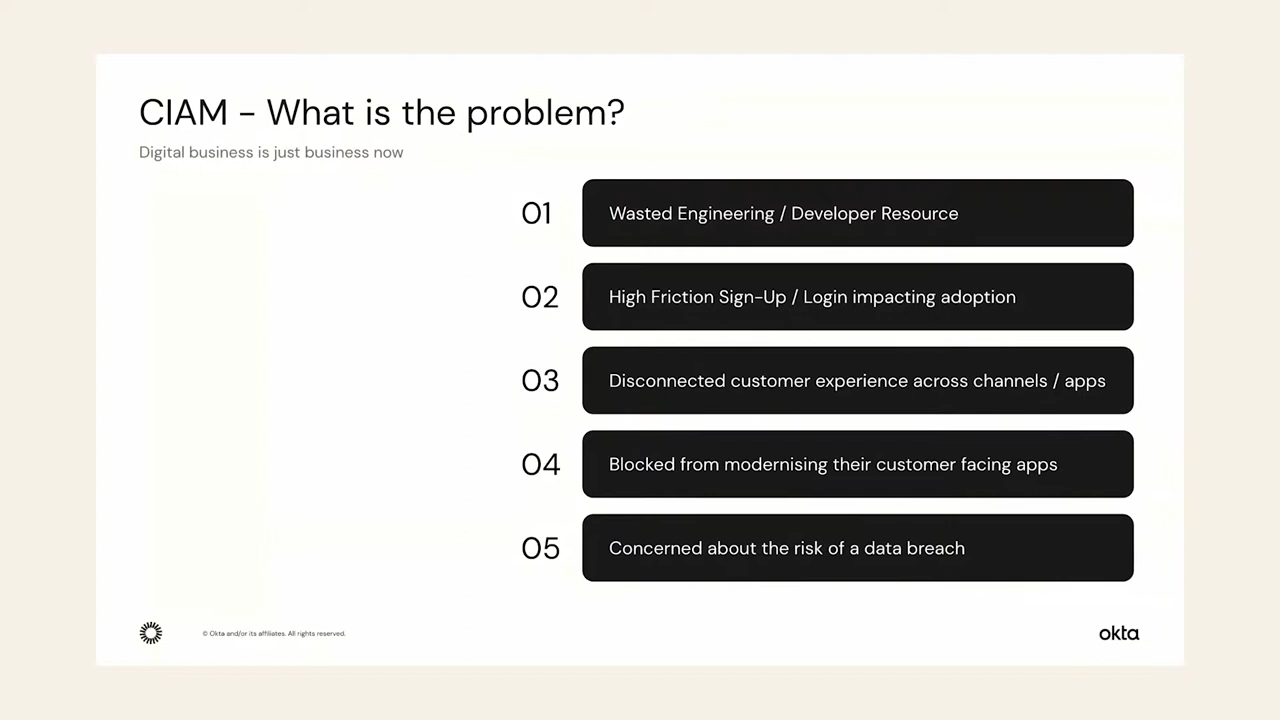 CIAM - What is the problem?
Digital business is just business now
01 Wasted Engineering / Developer Resource
02 High Friction Sign-Up / Login impacting adoption
03 Disconnected customer experience across channels / apps
04 Blocked from modernising their customer facing apps
05 Concerned about the risk of a data breach
© Okta and/or its affiliates. All rights reserved.
okta